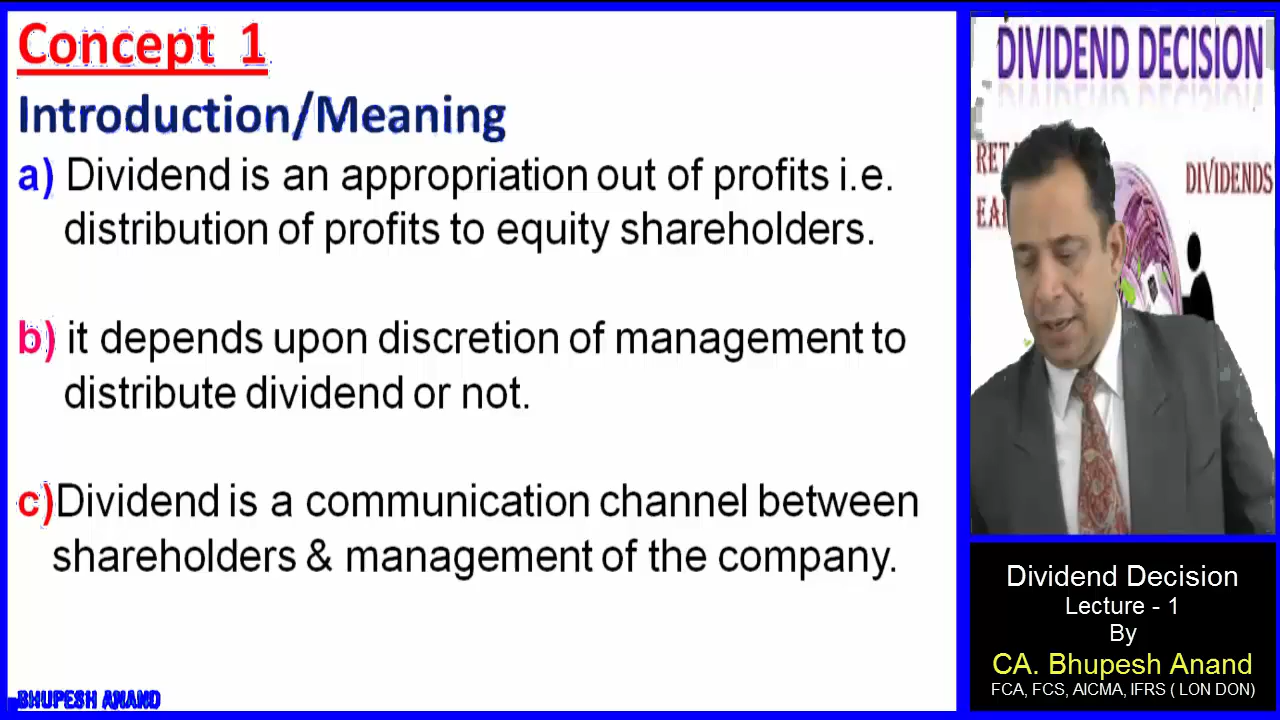 Concept 1
Introduction/Meaning
a) Dividend is an appropriation out of profits i.e.
distribution of profits to equity shareholders.
b) it depends upon discretion of management to
distribute dividend or not.
c)Dividend is a communication channel between
shareholders & management of the company.
BHUPESH ANAND
DIVIDEND DECISION
DIVIDENDS
Dividend Decision
Lecture - 1
By
CA. Bhupesh Anand
FCA, FCS, AICMA, IFRS ( LON DON)